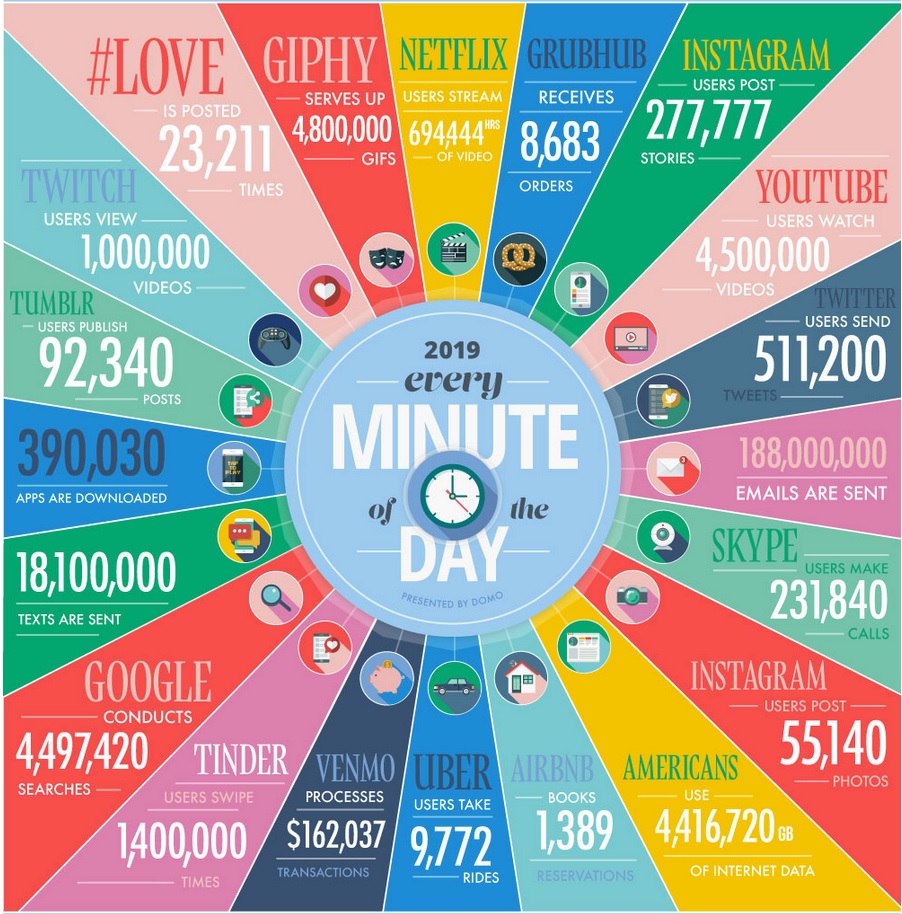 #LOVE
IS POSTED
23,211
TIMES
GIPHY
SERVES UP
4,800,000
GIFS
NETFLIX
USERS STREAM
694,444 HRS
OF VIDEO
GRUBHUB
RECEIVES
8,683
ORDERS
INSTAGRAM
USERS POST
277,777
STORIES
YOUTUBE
USERS WATCH
4,500,000
VIDEOS
TWITTER
USERS SEND
511,200
TWEETS
188,000,000
EMAILS ARE SENT
SKYPE
USERS MAKE
231,840
CALLS
INSTAGRAM
USERS POST
55,140
PHOTOS
AMERICANS
USE
4,416,720 GB
OF INTERNET DATA
AIRBNB
BOOKS
1,389
RESERVATIONS
UBER
USERS TAKE
9,772
RIDES
VENMO
PROCESSES
$162,037
TRANSACTIONS
TINDER
USERS SWIPE
1,400,000
TIMES
GOOGLE
CONDUCTS
4,497,420
SEARCHES
18,100,000
TEXTS ARE SENT
390,030
APPS ARE DOWNLOADED
TAP
TO
PLAY
TUMBLR
USERS PUBLISH
92,340
POSTS
TWITCH
USERS VIEW
1,000,000
VIDEOS
2019
every
MINUTE
of the
DAY
PRESENTED BY DOMO